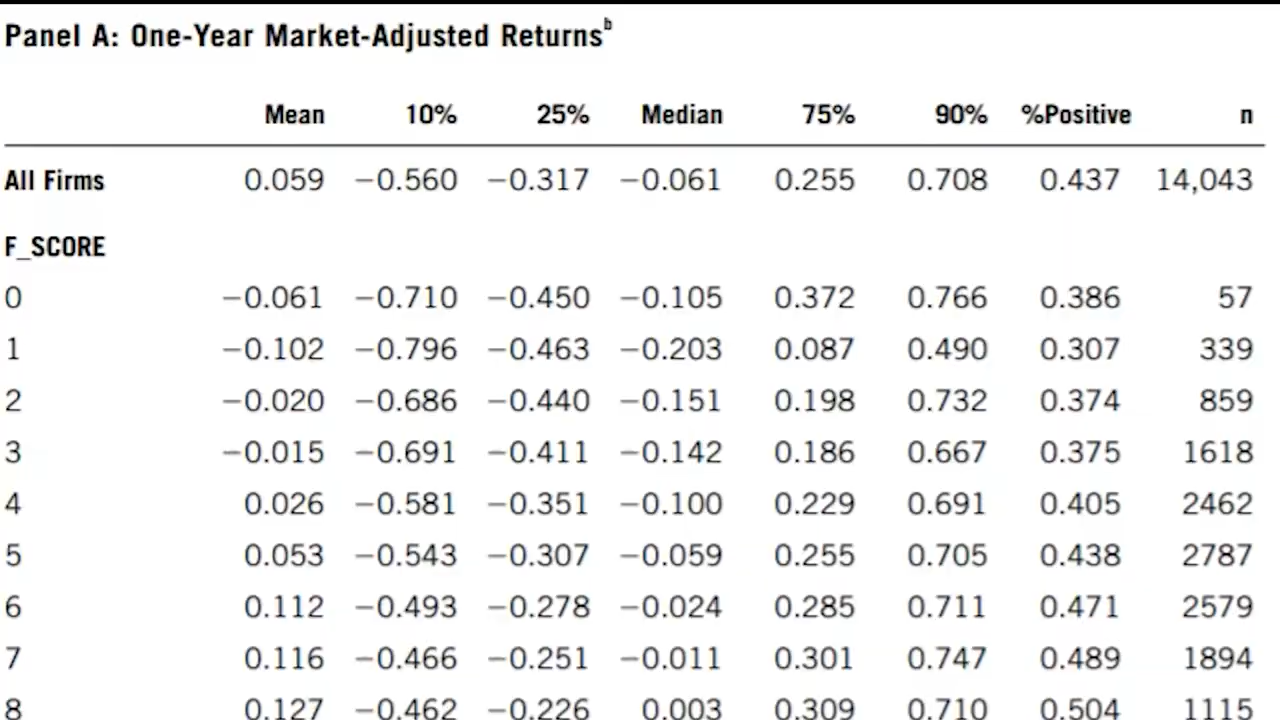 Panel A: One-Year Market-Adjusted Returnsb
Mean 10% 25% Median 75% 90% %Positive n
All Firms 0.059 −0.560 −0.317 −0.061 0.255 0.708 0.437 14,043
F_SCORE
0 −0.061 −0.710 −0.450 −0.105 0.372 0.766 0.386 57
1 −0.102 −0.796 −0.463 −0.203 0.087 0.490 0.307 339
2 −0.020 −0.686 −0.440 −0.151 0.198 0.732 0.374 859
3 −0.015 −0.691 −0.411 −0.142 0.186 0.667 0.375 1618
4 0.026 −0.581 −0.351 −0.100 0.229 0.691 0.405 2462
5 0.053 −0.543 −0.307 −0.059 0.255 0.705 0.438 2787
6 0.112 −0.493 −0.278 −0.024 0.285 0.711 0.471 2579
7 0.116 −0.466 −0.251 −0.011 0.301 0.747 0.489 1894
8 0.127 −0.462 −0.226 0.003 0.309 0.710 0.504 1115